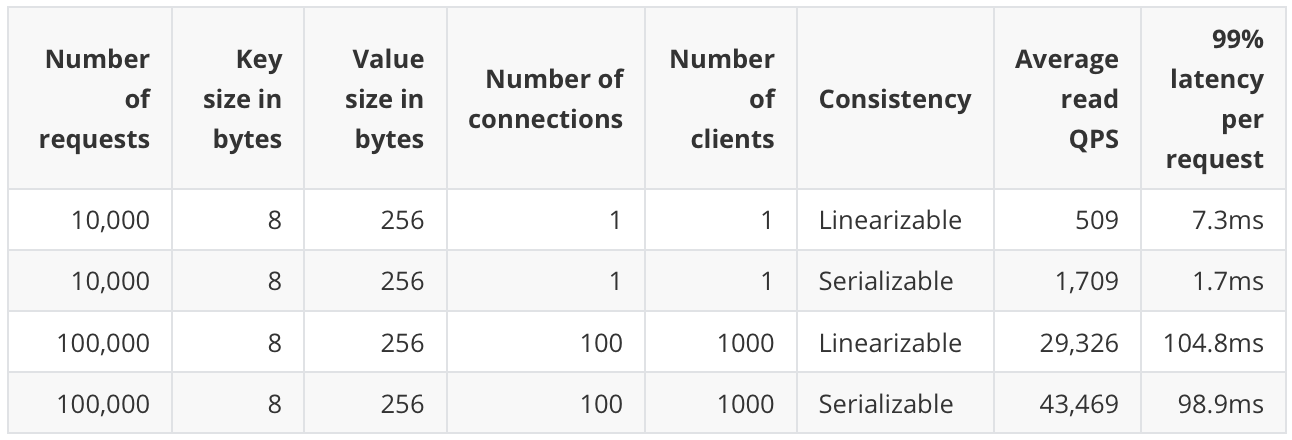 Number of requests Key size in bytes Value size in bytes Number of connections Number of clients Consistency Average read QPS 99% latency per request
10,000 8 256 1 1 Linearizable 509 7.3ms
10,000 8 256 1 1 Serializable 1,709 1.7ms
100,000 8 256 100 1000 Linearizable 29,326 104.8ms
100,000 8 256 100 1000 Serializable 43,469 98.9ms